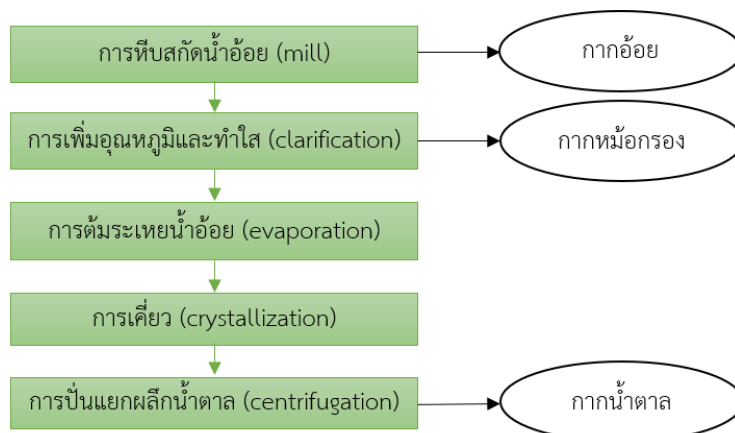 การหีบสกัดน้ำอ้อย (mill)
กากอ้อย
การเพิ่มอุณหภูมิและทำใส (clarification)
กากหม้อกรอง
การต้มระเหยน้ำอ้อย (evaporation)
การเคี่ยว (crystallization)
การปั่นแยกผลึกน้ำตาล (centrifugation)
กากน้ำตาล